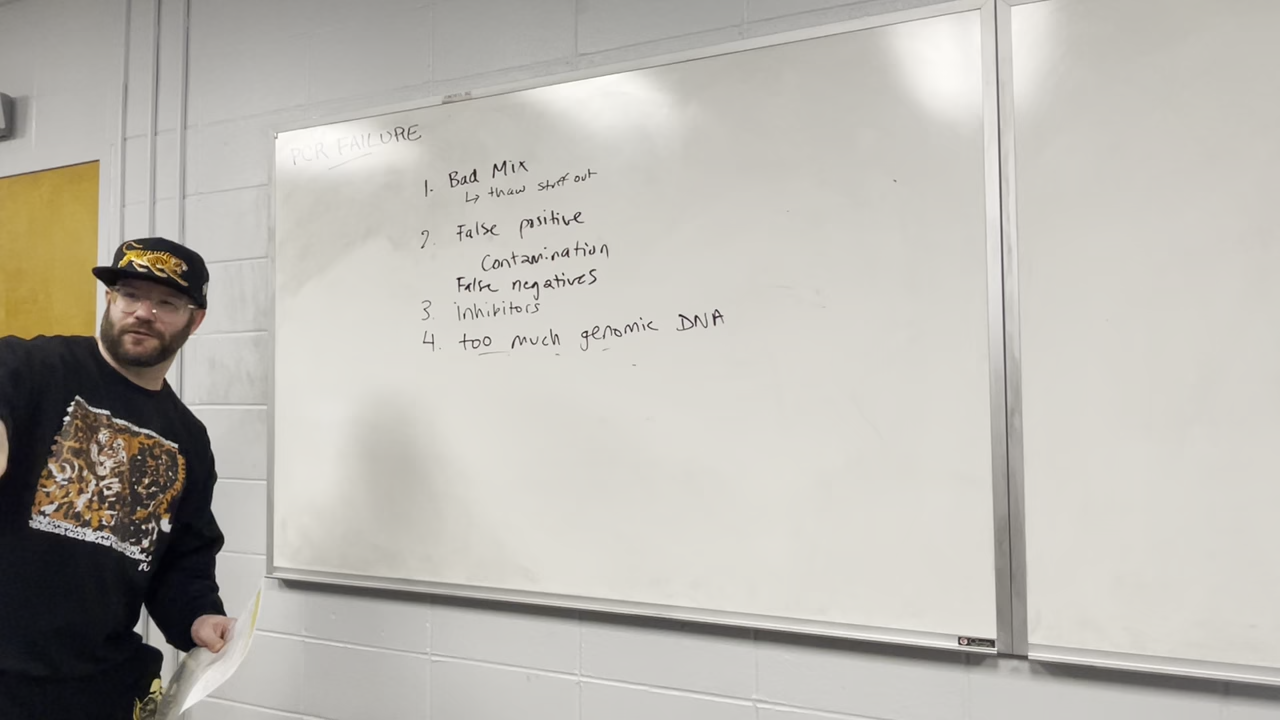 PCR FAILURE
1. Bad Mix
↳ thaw stuff out
2. False positive
Contamination
False negatives
3. inhibitors
4. too much genomic DNA